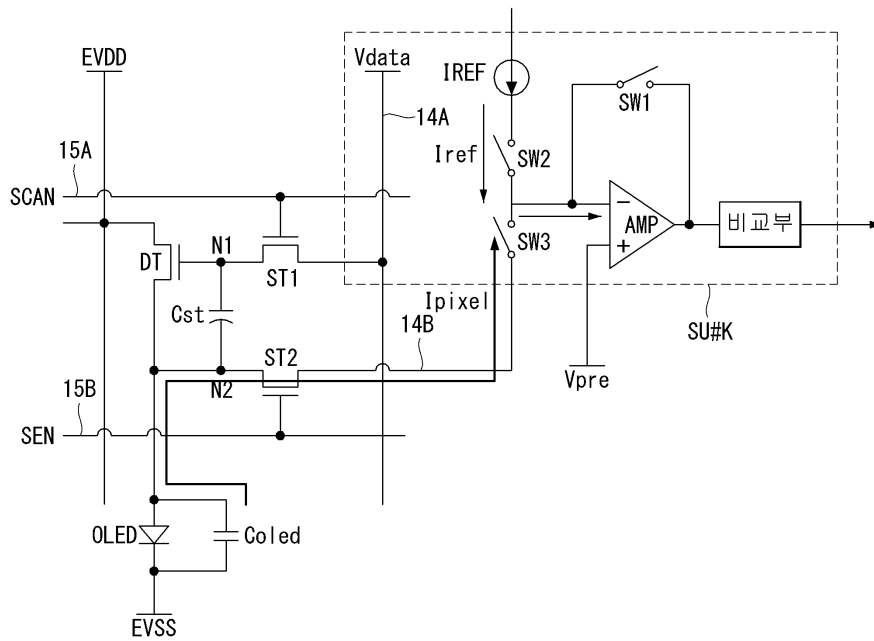 EVDD
Vdata
IREF
SW1
14A
15A
Iref
SW2
SCAN
AMP
비교부
SW3
DT
N1
ST1
Ipixel
Cst
14B
SU#K
ST2
Vpre
15B
N2
SEN
OLED
Coled
EVSS